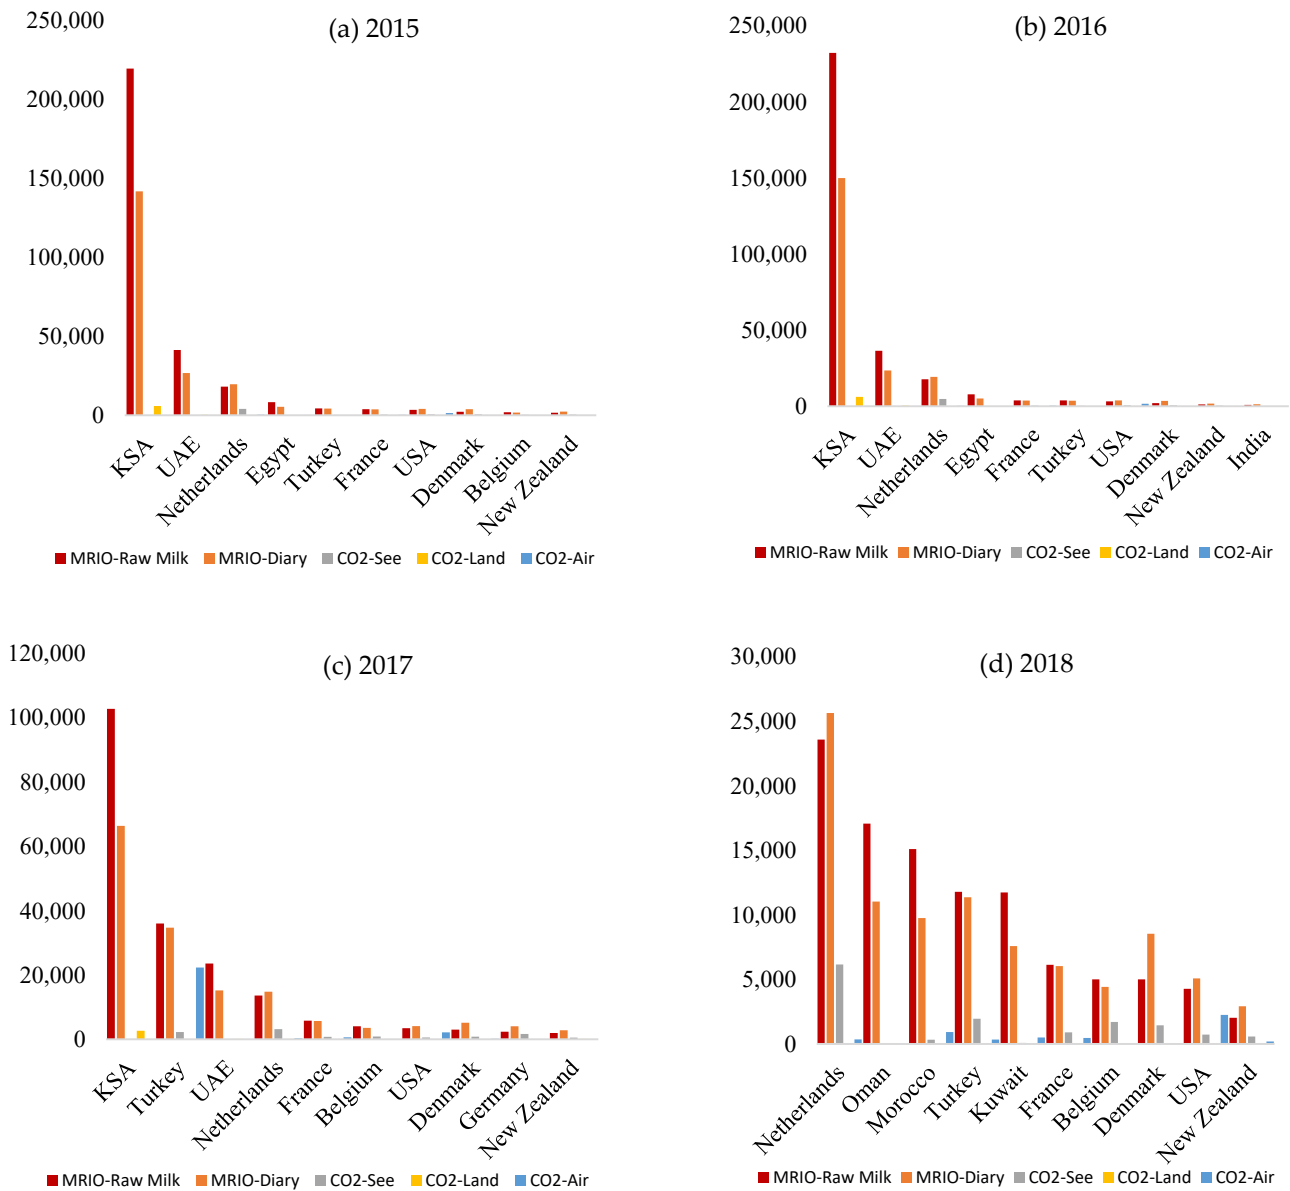 (a) 2015
250,000
200,000
150,000
100,000
50,000
0
KSA
UAE
Netherlands
Egypt
Turkey
France
USA
Denmark
Belgium
New Zealand
MRIO-Raw Milk MRIO-Diary CO2-See CO2-Land CO2-Air
(b) 2016
250,000
200,000
150,000
100,000
50,000
0
KSA
UAE
Netherlands
Egypt
France
Turkey
USA
Denmark
New Zealand
India
MRIO-Raw Milk MRIO-Diary CO2-See CO2-Land CO2-Air
(c) 2017
120,000
100,000
80,000
60,000
40,000
20,000
0
KSA
Turkey
UAE
Netherlands
France
Belgium
USA
Denmark
Germany
New Zealand
MRIO-Raw Milk MRIO-Diary CO2-See CO2-Land CO2-Air
(d) 2018
30,000
25,000
20,000
15,000
10,000
5,000
0
Netherlands
Oman
Morocco
Turkey
Kuwait
France
Belgium
Denmark
USA
New Zealand
MRIO-Raw Milk MRIO-Diary CO2-See CO2-Land CO2-Air